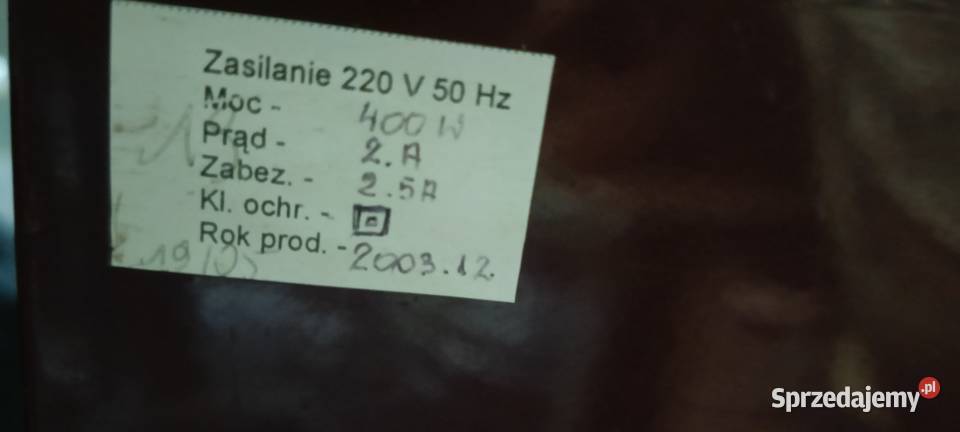 Zasilanie 220 V 50 Hz
Moc - 400 W
Prąd - 2.A
Zabez. - 2.5A
Kl. ochr. -
Rok prod. - 2003.12.
Sprzedajemy.pl